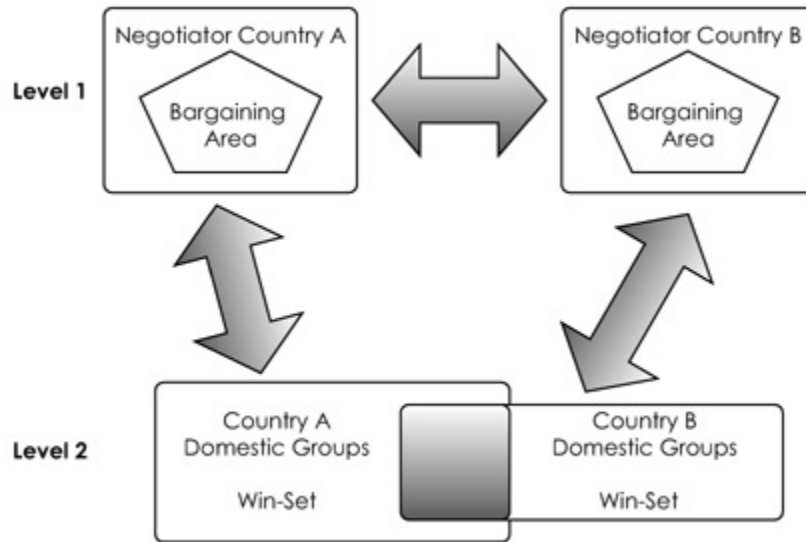 Negotiator Country A
Negotiator Country B
Level 1
Bargaining
Area
Bargaining
Area
Country A
Domestic Groups
Country B
Domestic Groups
Level 2
Win-Set
Win-Set